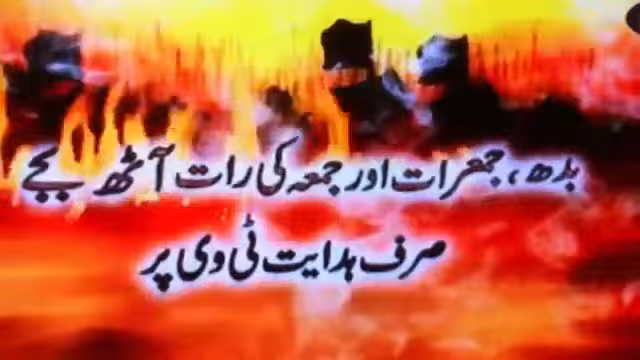 بدھ، جمعرات اور جمعہ کی رات آٹھ بجے
صرف ہدایت ٹی وی پر